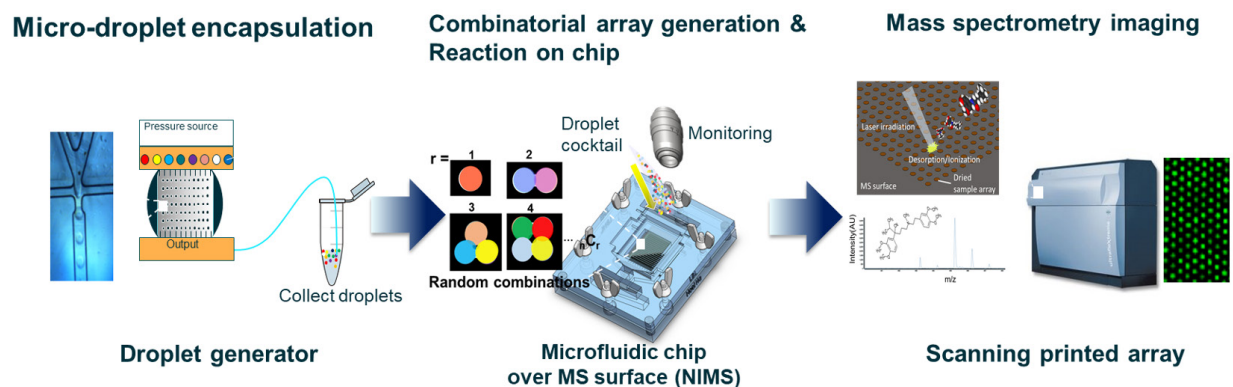 Micro-droplet encapsulation
Combinatorial array generation &
Reaction on chip
Mass spectrometry imaging
Pressure source
Output
Collect droplets
Droplet generator
Droplet
cocktail
Monitoring
r =
1
2
3
4
... nCr
Random combinations
Microfluidic chip
over MS surface (NIMS)
Laser irradiation
Desorption/Ionization
Dried
sample array
MS surface
Intensity(AU)
m/z
Scanning printed array